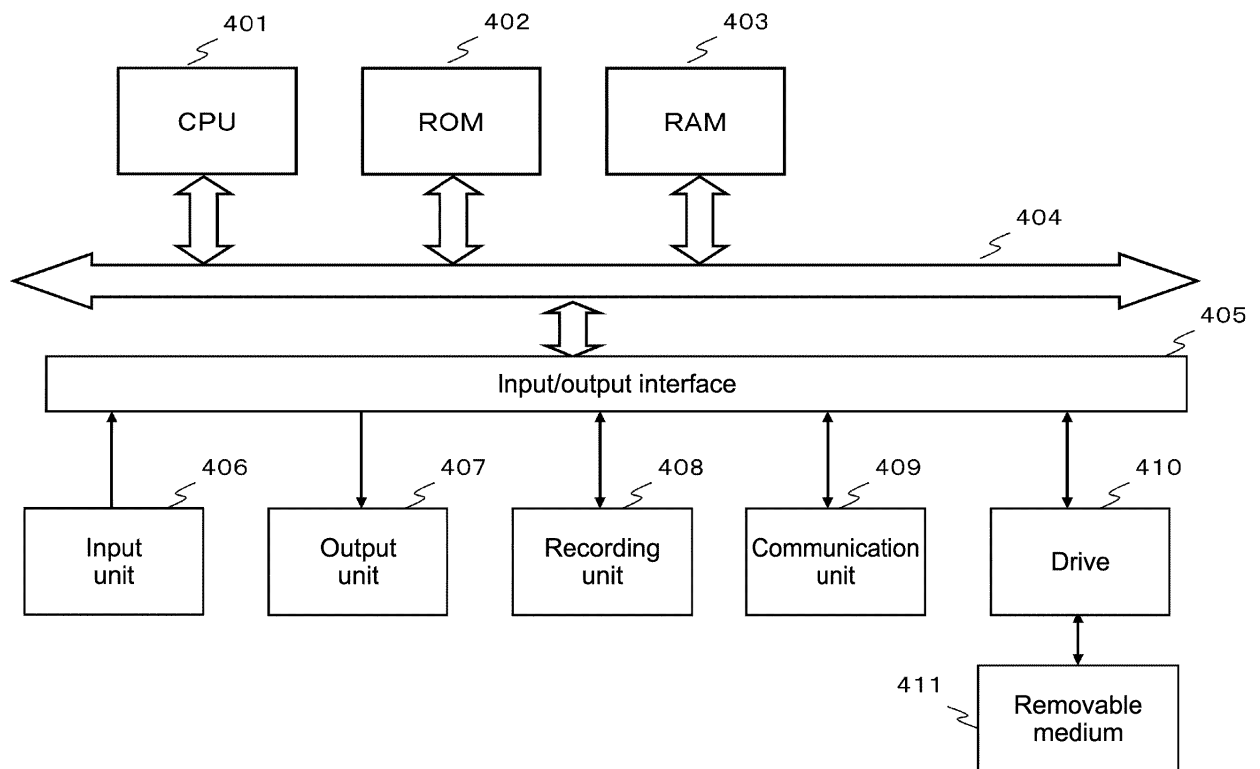 401
402
403
CPU
ROM
RAM
404
405
Input/output interface
406
407
408
409
410
Input
unit
Output
unit
Recording
unit
Communication
unit
Drive
411
Removable
medium